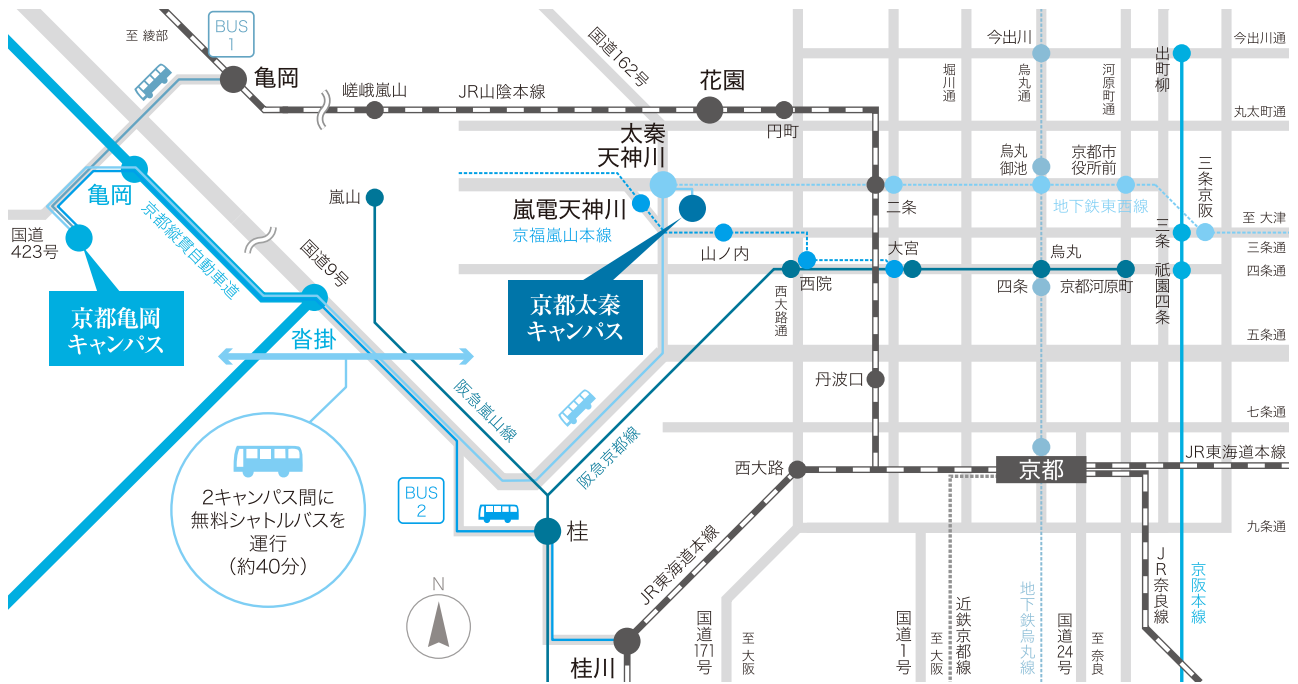 BUS
1
至 綾部
亀岡
嵯峨嵐山
JR山陰本線
国道162号
花園
円町
太秦
天神川
今出川
堀川通
烏丸通
河原町通
出町柳
今出川通
丸太町通
烏丸
御池
京都市
役所前
三条京阪
亀岡
京都縦貫自動車道
国道
423号
国道9号
嵐山
嵐電天神川
京福嵐山本線
山ノ内
二条
地下鉄東西線
至 大津
三条
三条通
大宮
烏丸
四条通
西院
四条
京都河原町
祇園四条
西大路通
京都亀岡
キャンパス
京都太秦
キャンパス
沓掛
五条通
丹波口
阪急嵐山線
阪急京都線
七条通
2キャンパス間に
無料シャトルバスを
運行
(約40分)
BUS
2
西大路
京都
JR東海道本線
桂
九条通
JR東海道本線
N
桂川
国道171号
至 大阪
国道1号
至 大阪
近鉄京都線
地下鉄烏丸線
国道24号
至 奈良
JR奈良線
京阪本線